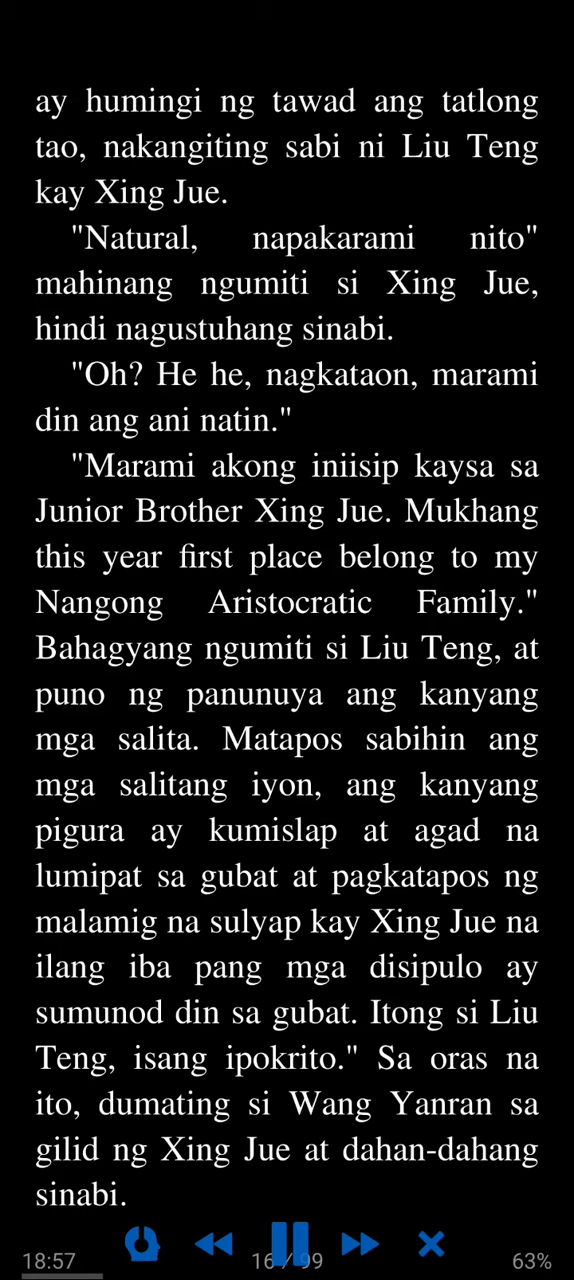 ay humingi ng tawad ang tatlong
tao, nakangiting sabi ni Liu Teng
kay Xing Jue.
"Natural, napakarami nito"
mahinang ngumiti si Xing Jue,
hindi nagustuhang sinabi.
"Oh? He he, nagkataon, marami
din ang ani natin."
"Marami akong iniisip kaysa sa
Junior Brother Xing Jue. Mukhang
this year first place belong to my
Nangong Aristocratic Family."
Bahagyang ngumiti si Liu Teng, at
puno ng panunuya ang kanyang
mga salita. Matapos sabihin ang
mga salitang iyon, ang kanyang
pigura ay kumislap at agad na
lumipat sa gubat at pagkatapos ng
malamig na sulyap kay Xing Jue na
ilang iba pang mga disipulo ay
sumunod din sa gubat. Itong si Liu
Teng, isang ipokrito." Sa oras na
ito, dumating si Wang Yanran sa
gilid ng Xing Jue at dahan-dahang
sinabi.
18:57 16 / 99 63%